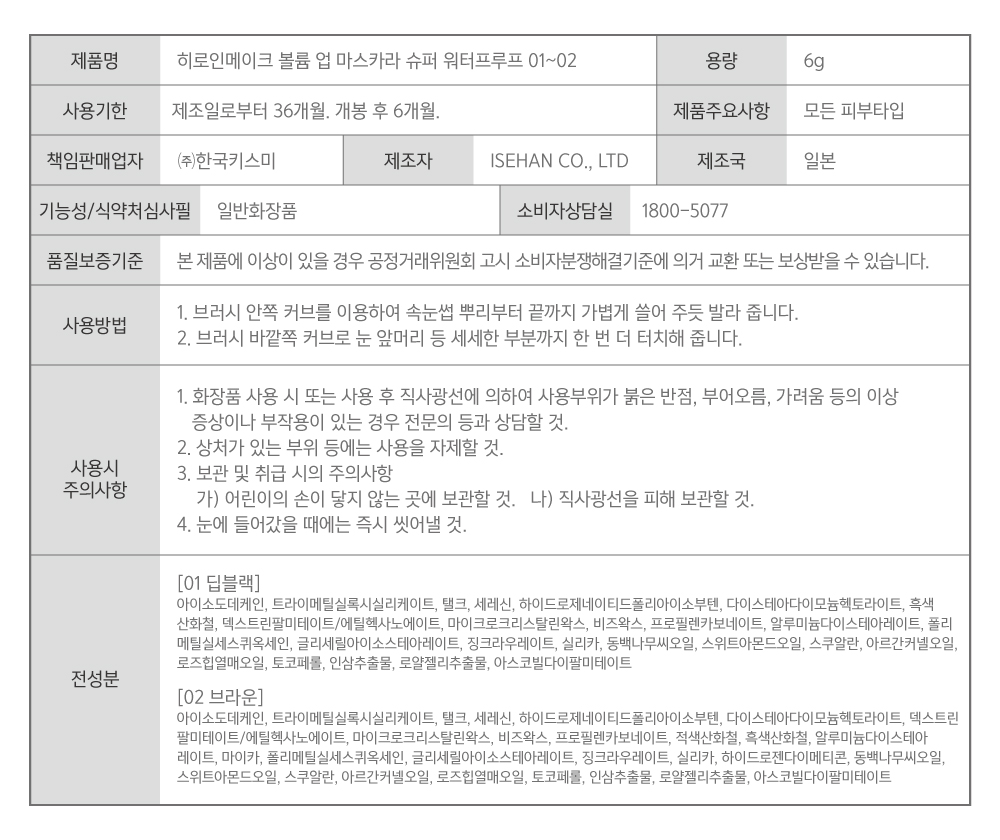 제품명 히로인메이크 볼륨 업 마스카라 슈퍼 워터프루프 01~02 용량 6g
사용기한 제조일로부터 36개월. 개봉 후 6개월. 제품주요사항 모든 피부타입
책임판매업자 ㈜한국키스미 제조자 ISEHAN CO., LTD 제조국 일본
기능성/식약처심사필 일반화장품 소비자상담실 1800-5077
품질보증기준 본 제품에 이상이 있을 경우 공정거래위원회 고시 소비자분쟁해결기준에 의거 교환 또는 보상받을 수 있습니다.
사용방법
1. 브러시 안쪽 커브를 이용하여 속눈썹 뿌리부터 끝까지 가볍게 쓸어 주듯 발라 줍니다.
2. 브러시 바깥쪽 커브로 눈 앞머리 등 세세한 부분까지 한 번 더 터치해 줍니다.
사용시
주의사항
1. 화장품 사용 시 또는 사용 후 직사광선에 의하여 사용부위가 붉은 반점, 부어오름, 가려움 등의 이상
증상이나 부작용이 있는 경우 전문의 등과 상담할 것.
2. 상처가 있는 부위 등에는 사용을 자제할 것.
3. 보관 및 취급 시의 주의사항
가) 어린이의 손이 닿지 않는 곳에 보관할 것. 나) 직사광선을 피해 보관할 것.
4. 눈에 들어갔을 때에는 즉시 씻어낼 것.
전성분
[01 딥블랙]
아이소도데케인, 트라이메틸실록시실리케이트, 탤크, 세레신, 하이드로제네이티드폴리아이소부텐, 다이스테아다이모늄헥토라이트, 흑색
산화철, 덱스트린팔미테이트/에틸헥사노에이트, 마이크로크리스탈린왁스, 비즈왁스, 프로필렌카보네이트, 알루미늄다이스테아레이트, 폴리
메틸실세스퀴옥세인, 글리세릴아이소스테아레이트, 징크라우레이트, 실리카, 동백나무씨오일, 스위트아몬드오일, 스쿠알란, 아르간커넬오일,
로즈힙열매오일, 토코페롤, 인삼추출물, 로얄젤리추출물, 아스코빌다이팔미테이트
[02 브라운]
아이소도데케인, 트라이메틸실록시실리케이트, 탤크, 세레신, 하이드로제네이티드폴리아이소부텐, 다이스테아다이모늄헥토라이트, 덱스트린
팔미테이트/에틸헥사노에이트, 마이크로크리스탈린왁스, 비즈왁스, 프로필렌카보네이트, 적색산화철, 흑색산화철, 알루미늄다이스테아
레이트, 마이카, 폴리메틸실세스퀴옥세인, 글리세릴아이소스테아레이트, 징크라우레이트, 실리카, 하이드로젠다이메티콘, 동백나무씨오일,
스위트아몬드오일, 스쿠알란, 아르간커넬오일, 로즈힙열매오일, 토코페롤, 인삼추출물, 로얄젤리추출물, 아스코빌다이팔미테이트